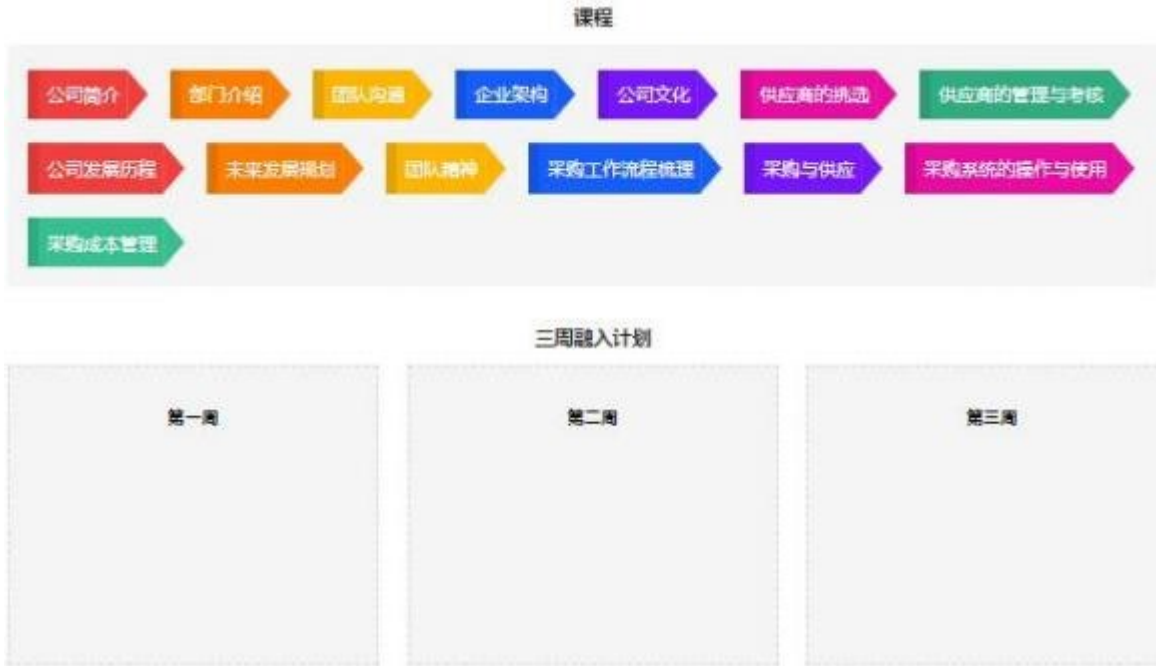 课程
公司简介 部门介绍 团队沟通 企业架构 公司文化 供应商的挑选 供应商的管理与考核
公司发展历程 未来发展规划 团队精神 采购工作流程梳理 采购与供应 采购系统的操作与使用
采购成本管理
三周融入计划
第一周 第二周 第三周